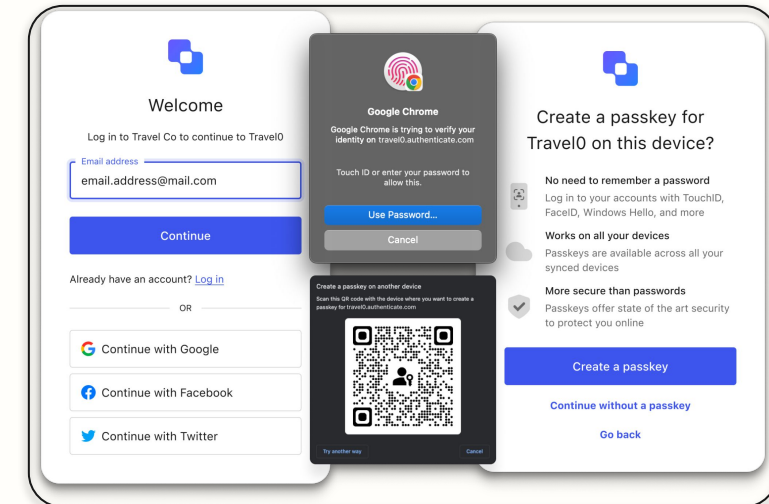 Welcome
Log in to Travel Co to continue to Travel0
Email address
email.address@mail.com
Continue
Already have an account? Log in
OR
Continue with Google
Continue with Facebook
Continue with Twitter
Google Chrome
Google Chrome is trying to verify your
identity on travel0.authenticate.com
Touch ID or enter your password to
allow this.
Use Password...
Cancel
Create a passkey on another device
Scan this QR code with the device where you want to create a
passkey for travel0.authenticate.com
Try another way
Cancel
Create a passkey for
Travel0 on this device?
No need to remember a password
Log in to your accounts with TouchID,
FaceID, Windows Hello, and more
Works on all your devices
Passkeys are available across all your
synced devices
More secure than passwords
Passkeys offer state of the art security
to protect you online
Create a passkey
Continue without a passkey
Go back